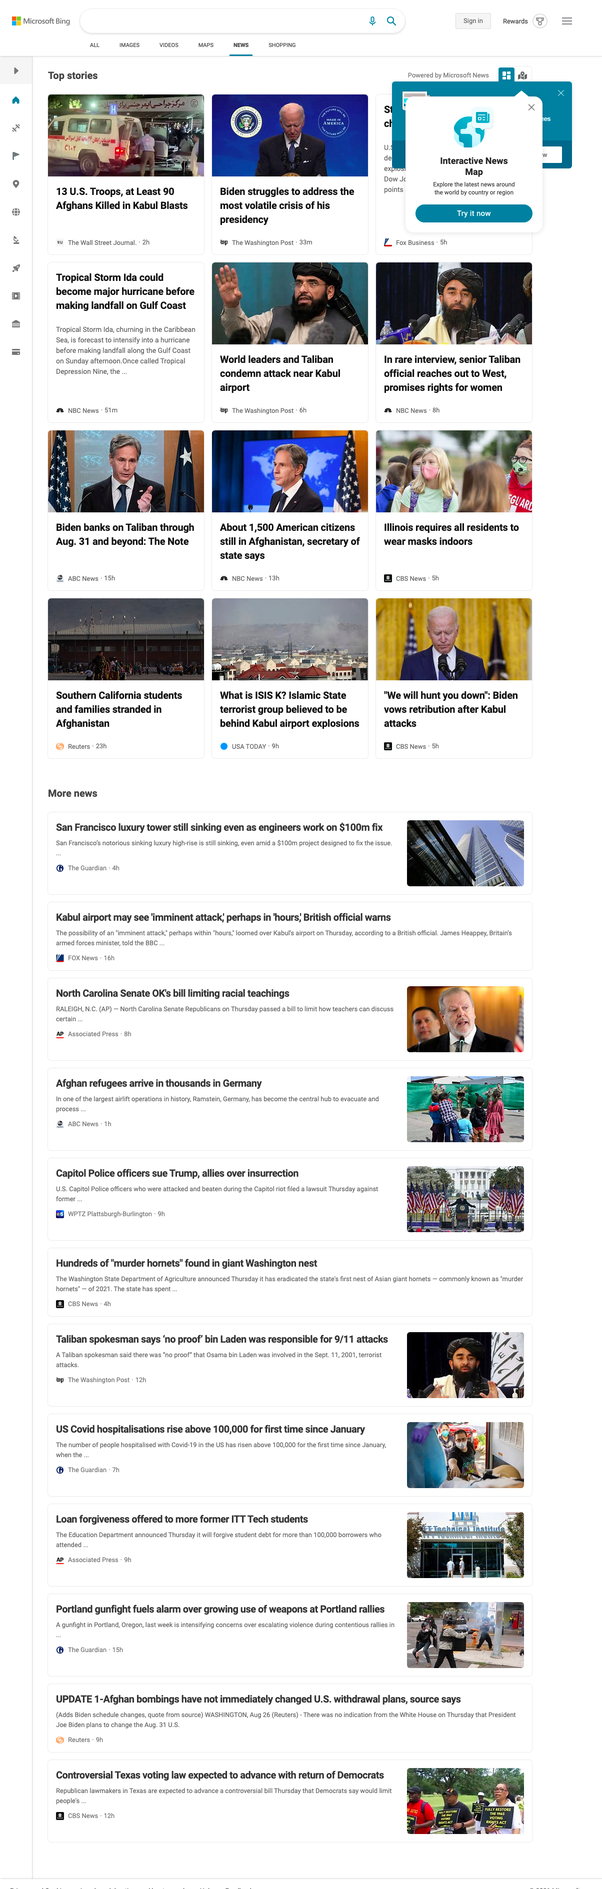 Microsoft Bing
Sign in
Rewards
ALL
IMAGES
VIDEOS
MAPS
NEWS
SHOPPING
Top stories
Powered by Microsoft News
Interactive News
Map
Explore the latest news around
the world by country or region
Try it now
13 U.S. Troops, at Least 90
Afghans Killed in Kabul Blasts
The Wall Street Journal. · 2h
Biden struggles to address the
most volatile crisis of his
presidency
The Washington Post · 33m
Dow Jo
points
Fox Business · 5h
Tropical Storm Ida could
become major hurricane before
making landfall on Gulf Coast
Tropical Storm Ida, churning in the Caribbean
Sea, is forecast to intensify into a hurricane
before making landfall along the Gulf Coast
on Sunday afternoon.Once called Tropical
Depression Nine, the ...
NBC News · 51m
World leaders and Taliban
condemn attack near Kabul
airport
The Washington Post · 6h
In rare interview, senior Taliban
official reaches out to West,
promises rights for women
NBC News · 8h
Biden banks on Taliban through
Aug. 31 and beyond: The Note
ABC News · 15h
About 1,500 American citizens
still in Afghanistan, secretary of
state says
NBC News · 13h
Illinois requires all residents to
wear masks indoors
CBS News · 5h
Southern California students
and families stranded in
Afghanistan
Reuters · 23h
What is ISIS K? Islamic State
terrorist group believed to be
behind Kabul airport explosions
USA TODAY · 9h
"We will hunt you down": Biden
vows retribution after Kabul
attacks
CBS News · 5h
More news
San Francisco luxury tower still sinking even as engineers work on $100m fix
San Francisco's notorious sinking luxury high-rise is still sinking, even amid a $100m project designed to fix the issue.
...
The Guardian · 4h
Kabul airport may see 'imminent attack,' perhaps in 'hours,' British official warns
The possibility of an "imminent attack," perhaps within "hours," loomed over Kabul's airport on Thursday, according to a British official. James Heappey, Britain's
armed forces minister, told the BBC ...
FOX News · 16h
North Carolina Senate OK's bill limiting racial teachings
RALEIGH, N.C. (AP) — North Carolina Senate Republicans on Thursday passed a bill to limit how teachers can discuss
certain ...
AP Associated Press · 8h
Afghan refugees arrive in thousands in Germany
In one of the largest airlift operations in history, Ramstein, Germany, has become the central hub to evacuate and
process ...
ABC News · 1h
Capitol Police officers sue Trump, allies over insurrection
U.S. Capitol Police officers who were attacked and beaten during the Capitol riot filed a lawsuit Thursday against
former ...
WPTZ Plattsburgh-Burlington · 9h
Hundreds of "murder hornets" found in giant Washington nest
The Washington State Department of Agriculture announced Thursday it has eradicated the state's first nest of Asian giant hornets — commonly known as "murder
hornets" — of 2021. The state has spent ...
CBS News · 4h
Taliban spokesman says 'no proof' bin Laden was responsible for 9/11 attacks
A Taliban spokesman said there was "no proof" that Osama bin Laden was involved in the Sept. 11, 2001, terrorist
attacks.
The Washington Post · 12h
US Covid hospitalisations rise above 100,000 for first time since January
The number of people hospitalised with Covid-19 in the US has risen above 100,000 for the first time since January,
when the ...
The Guardian · 7h
Loan forgiveness offered to more former ITT Tech students
The Education Department announced Thursday it will forgive student debt for more than 100,000 borrowers who
attended ...
AP Associated Press · 9h
Portland gunfight fuels alarm over growing use of weapons at Portland rallies
A gunfight in Portland, Oregon, last week is intensifying concerns over escalating violence during contentious rallies in
...
The Guardian · 15h
UPDATE 1-Afghan bombings have not immediately changed U.S. withdrawal plans, source says
(Adds Biden schedule changes, quote from source) WASHINGTON, Aug 26 (Reuters) - There was no indication from the White House on Thursday that President
Joe Biden plans to change the Aug. 31 U.S.
Reuters · 9h
Controversial Texas voting law expected to advance with return of Democrats
Republican lawmakers in Texas are expected to advance a controversial bill Thursday that Democrats say would limit
people's ...
CBS News · 12h